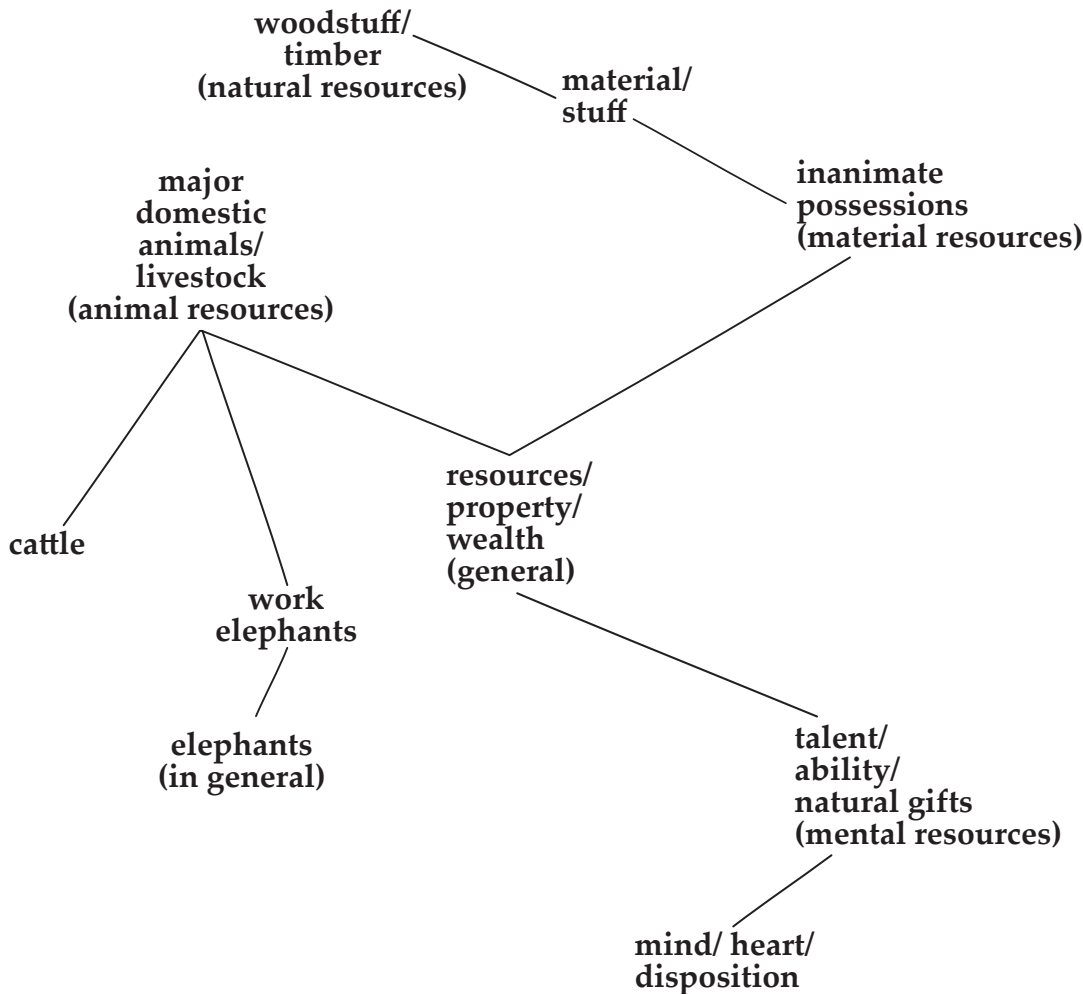 woodstuff/
timber
(natural resources)
material/
stuff
inanimate
possessions
(material resources)
major
domestic
animals/
livestock
(animal resources)
resources/
property/
wealth
(general)
cattle
work
elephants
elephants
(in general)
talent/
ability/
natural gifts
(mental resources)
mind/ heart/
disposition